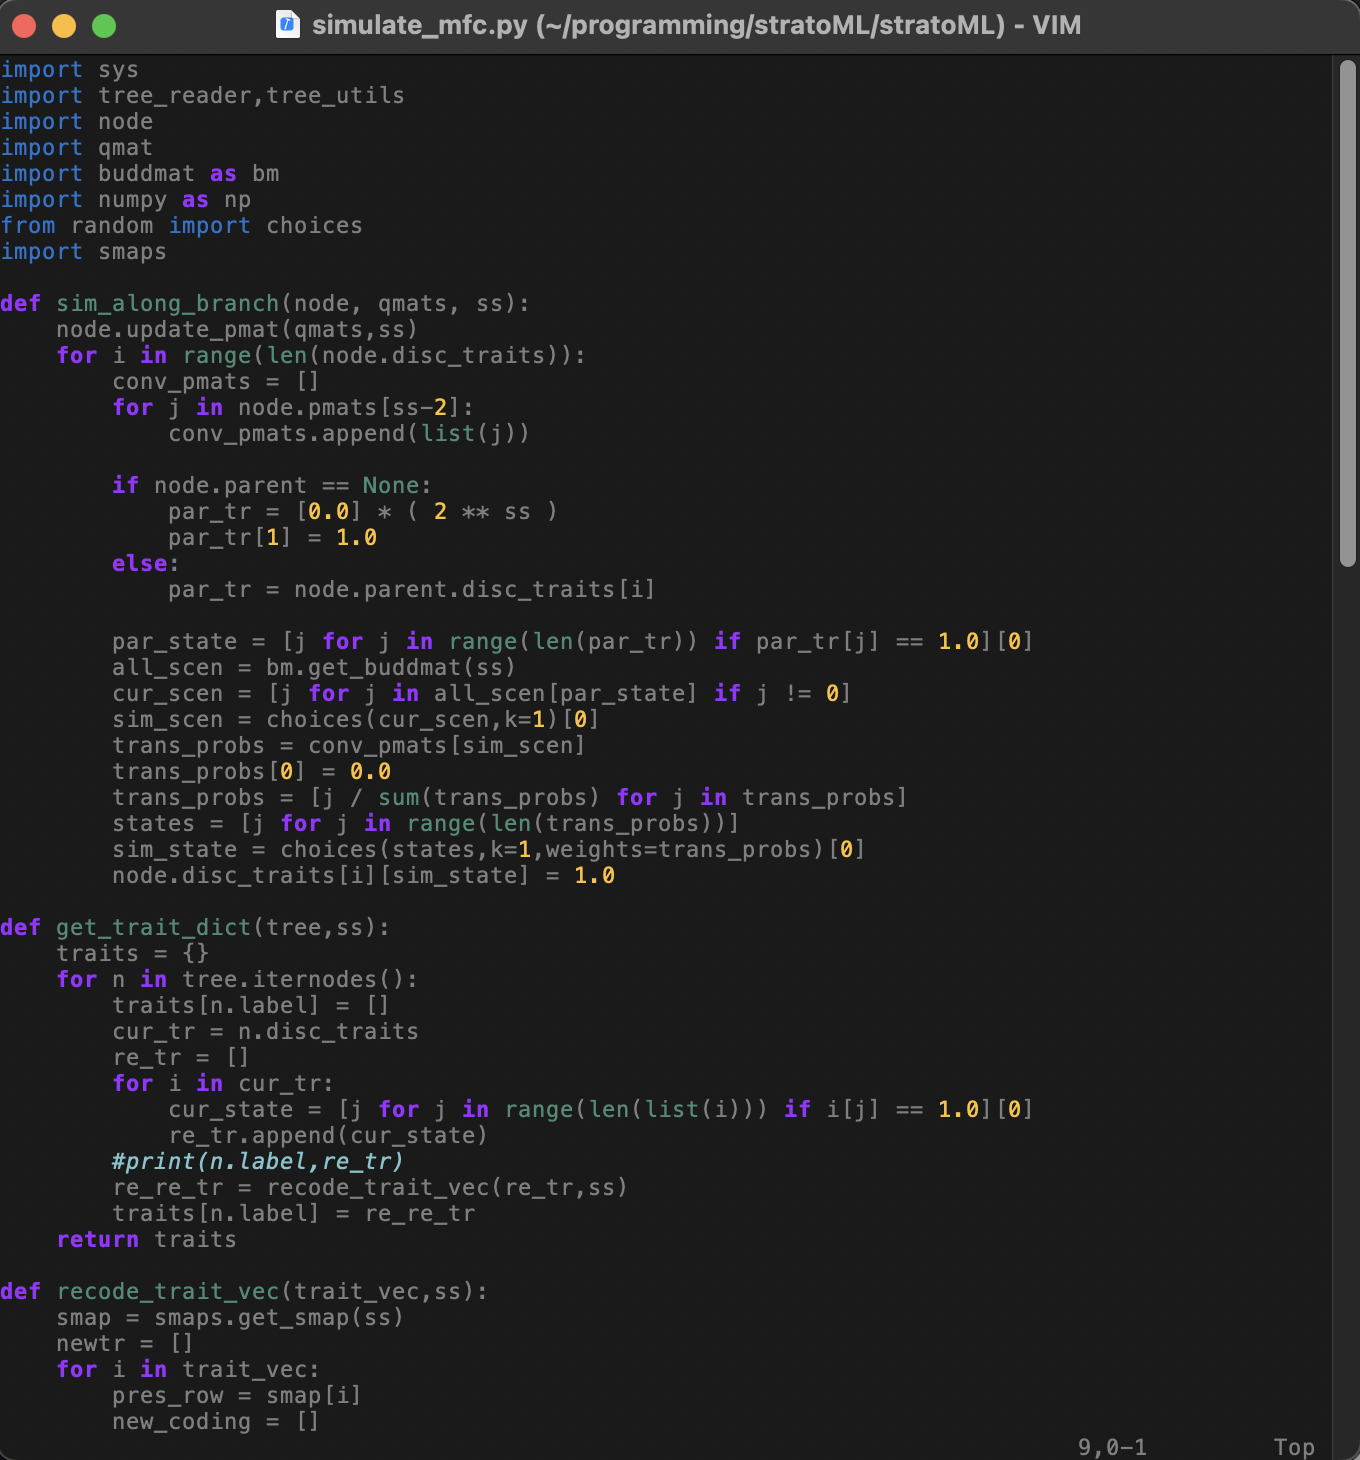 simulate_mfc.py (~/programming/stratoML/stratoML) - VIM
import sys
import tree_reader,tree_utils
import node
import qmat
import buddmat as bm
import numpy as np
from random import choices
import smaps

def sim_along_branch(node, qmats, ss):
    node.update_pmat(qmats,ss)
    for i in range(len(node.disc_traits)):
        conv_pmats = []
        for j in node.pmats[ss-2]:
            conv_pmats.append(list(j))

        if node.parent == None:
            par_tr = [0.0] * ( 2 ** ss )
            par_tr[1] = 1.0
        else:
            par_tr = node.parent.disc_traits[i]

        par_state = [j for j in range(len(par_tr)) if par_tr[j] == 1.0][0]
        all_scen = bm.get_buddmat(ss)
        cur_scen = [j for j in all_scen[par_state] if j != 0]
        sim_scen = choices(cur_scen,k=1)[0]
        trans_probs = conv_pmats[sim_scen]
        trans_probs[0] = 0.0
        trans_probs = [j / sum(trans_probs) for j in trans_probs]
        states = [j for j in range(len(trans_probs))]
        sim_state = choices(states,k=1,weights=trans_probs)[0]
        node.disc_traits[i][sim_state] = 1.0

def get_trait_dict(tree,ss):
    traits = {}
    for n in tree.iternodes():
        traits[n.label] = []
        cur_tr = n.disc_traits
        re_tr = []
        for i in cur_tr:
            cur_state = [j for j in range(len(list(i))) if i[j] == 1.0][0]
            re_tr.append(cur_state)
        #print(n.label,re_tr)
        re_re_tr = recode_trait_vec(re_tr,ss)
        traits[n.label] = re_re_tr
    return traits

def recode_trait_vec(trait_vec,ss):
    smap = smaps.get_smap(ss)
    newtr = []
    for i in trait_vec:
        pres_row = smap[i]
        new_coding = []
9,0-1 Top